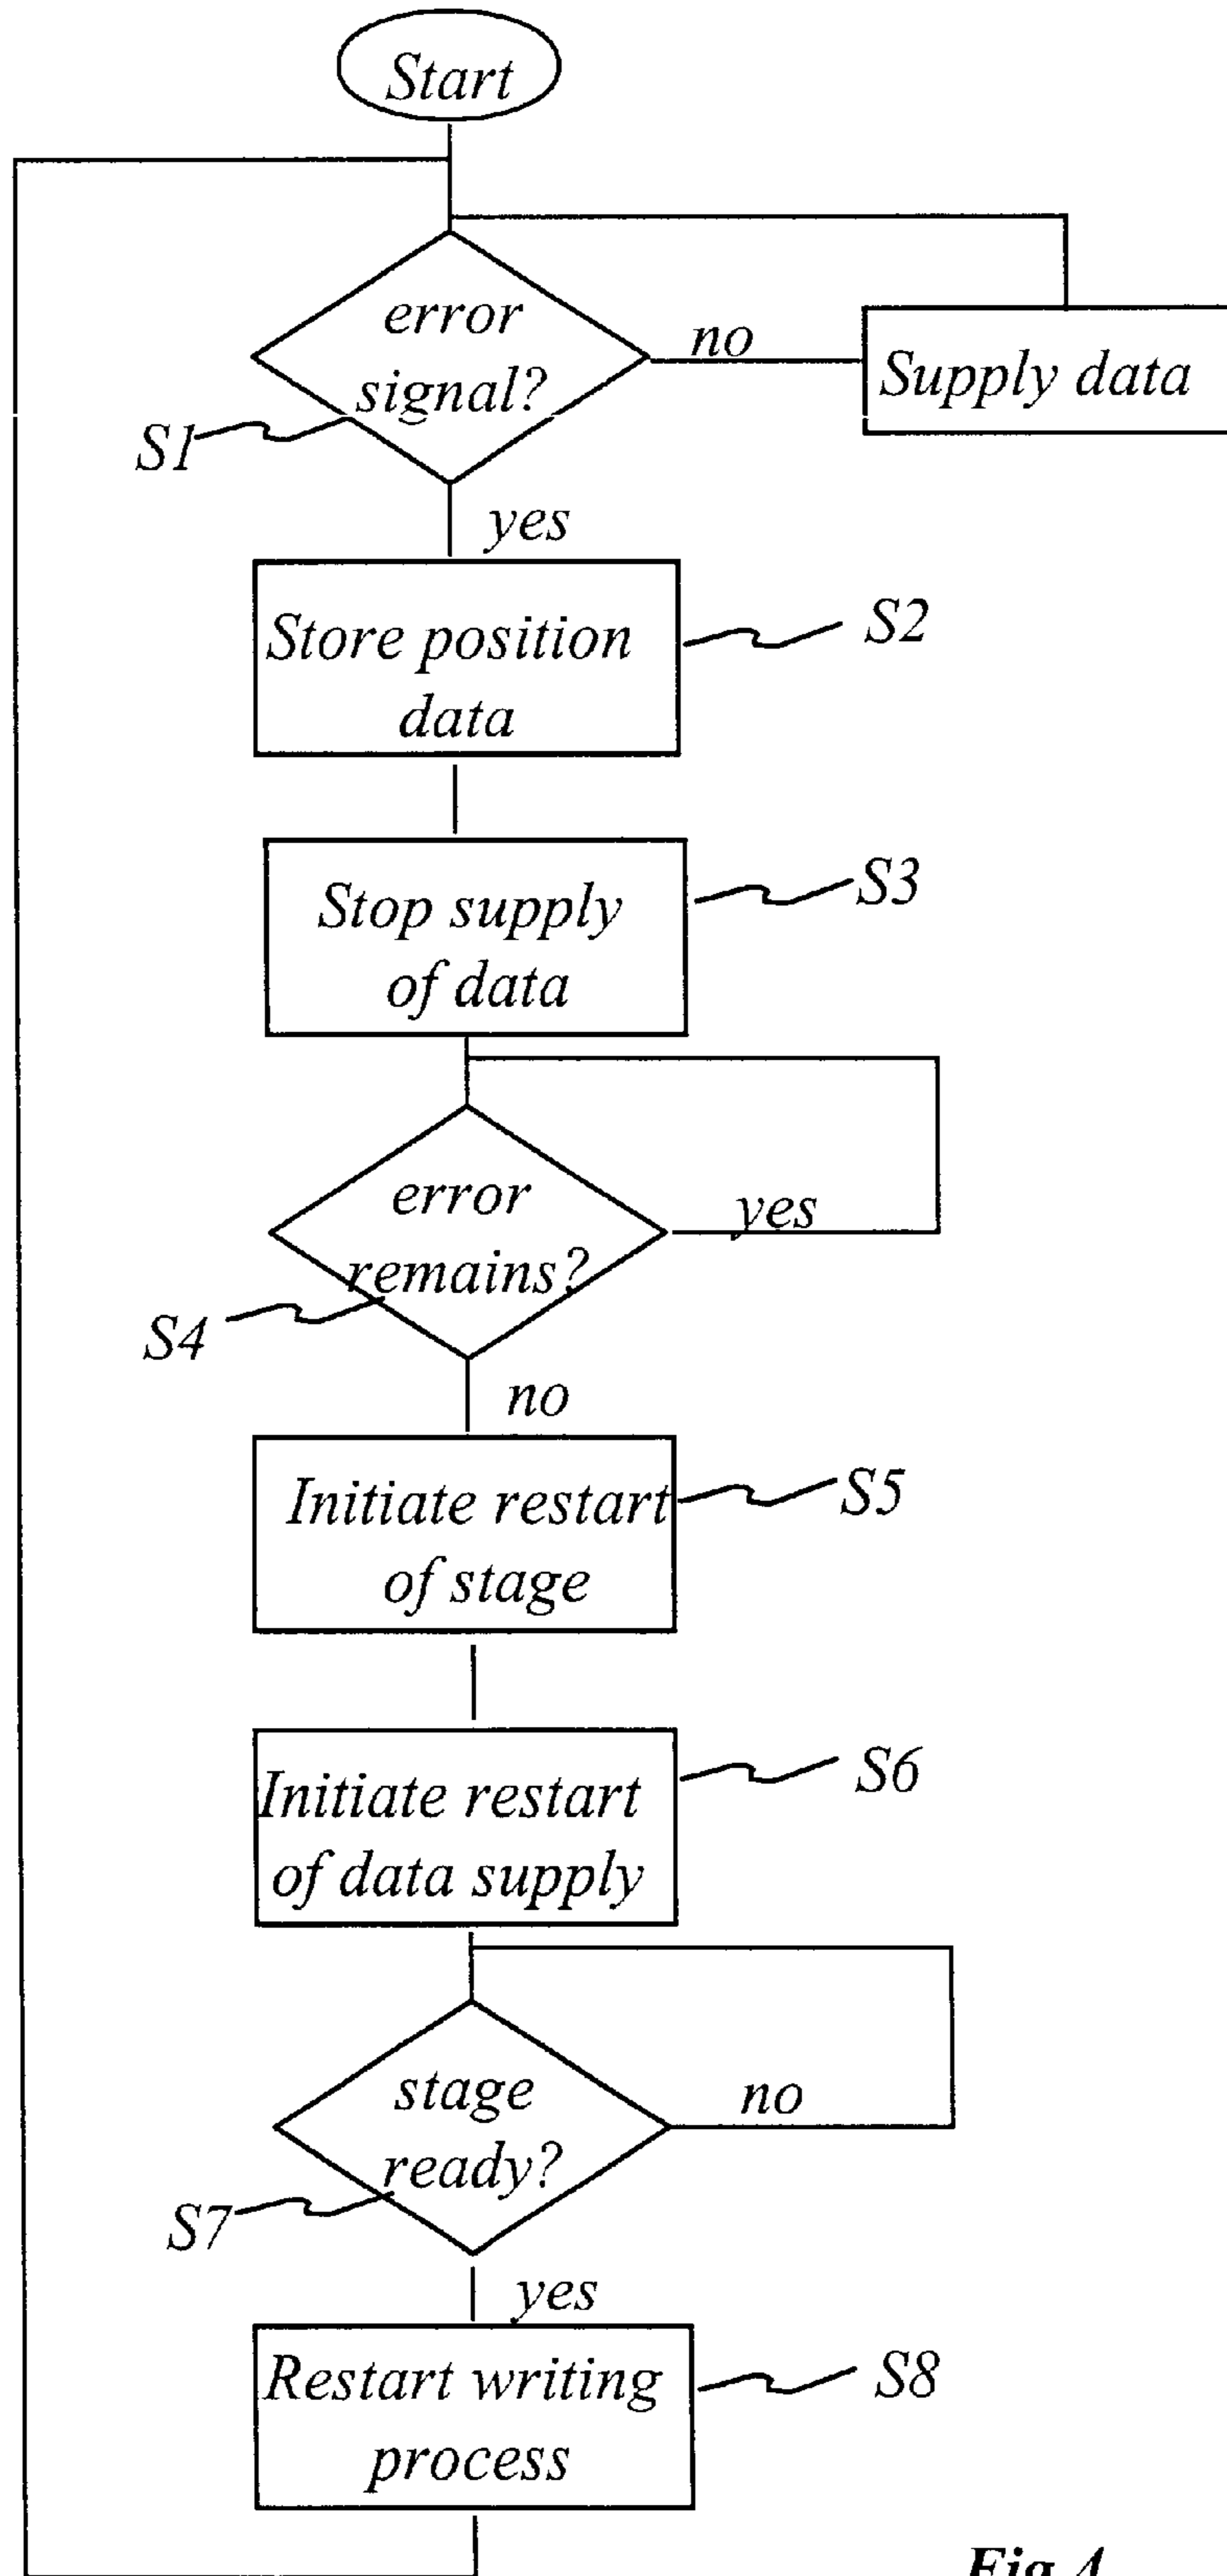 Start
error
signal?
no
Supply data
S1
yes
Store position
data
S2
Stop supply
of data
S3
error
remains?
yes
S4
no
Initiate restart
of stage
S5
Initiate restart
of data supply
S6
stage
ready?
no
S7
yes
Restart writing
process
S8
Fig 4